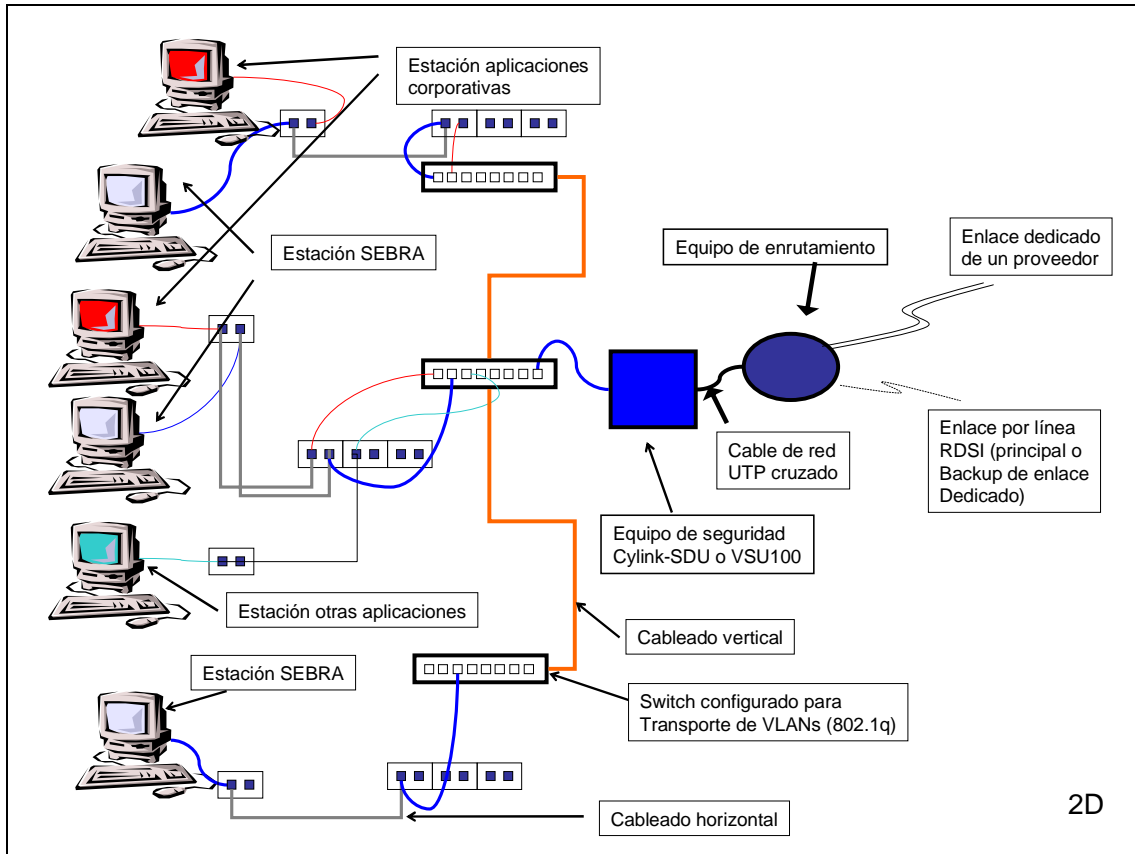 Estación aplicaciones
corporativas
Estación SEBRA
Equipo de enrutamiento
Enlace dedicado
de un proveedor
Cable de red
UTP cruzado
Enlace por línea
RDSI (principal o
Backup de enlace
Dedicado)
Equipo de seguridad
Cylink-SDU o VSU100
Estación otras aplicaciones
Cableado vertical
Estación SEBRA
Switch configurado para
Transporte de VLANs (802.1q)
Cableado horizontal
2D